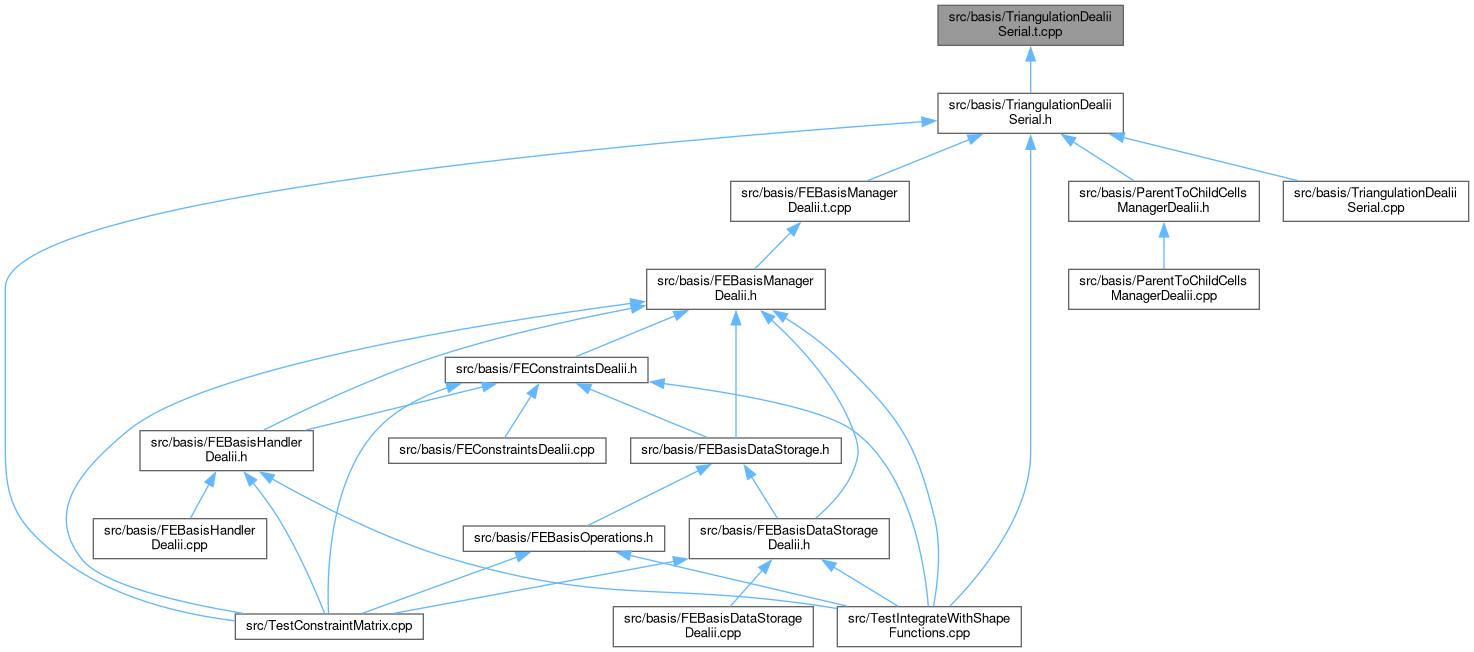 src/basis/TriangulationDealii
Serial.t.cpp
src/basis/TriangulationDealii
Serial.h
src/basis/FEBasisManager
Dealii.t.cpp
src/basis/ParentToChildCells
ManagerDealii.h
src/basis/TriangulationDealii
Serial.cpp
src/basis/FEBasisManager
Dealii.h
src/basis/ParentToChildCells
ManagerDealii.cpp
src/basis/FEConstraintsDealii.h
src/basis/FEBasisHandler
Dealii.h
src/basis/FEConstraintsDealii.cpp
src/basis/FEBasisDataStorage.h
src/basis/FEBasisHandler
Dealii.cpp
src/basis/FEBasisOperations.h
src/basis/FEBasisDataStorage
Dealii.h
src/TestConstraintMatrix.cpp
src/basis/FEBasisDataStorage
Dealii.cpp
src/TestIntegrateWithShape
Functions.cpp